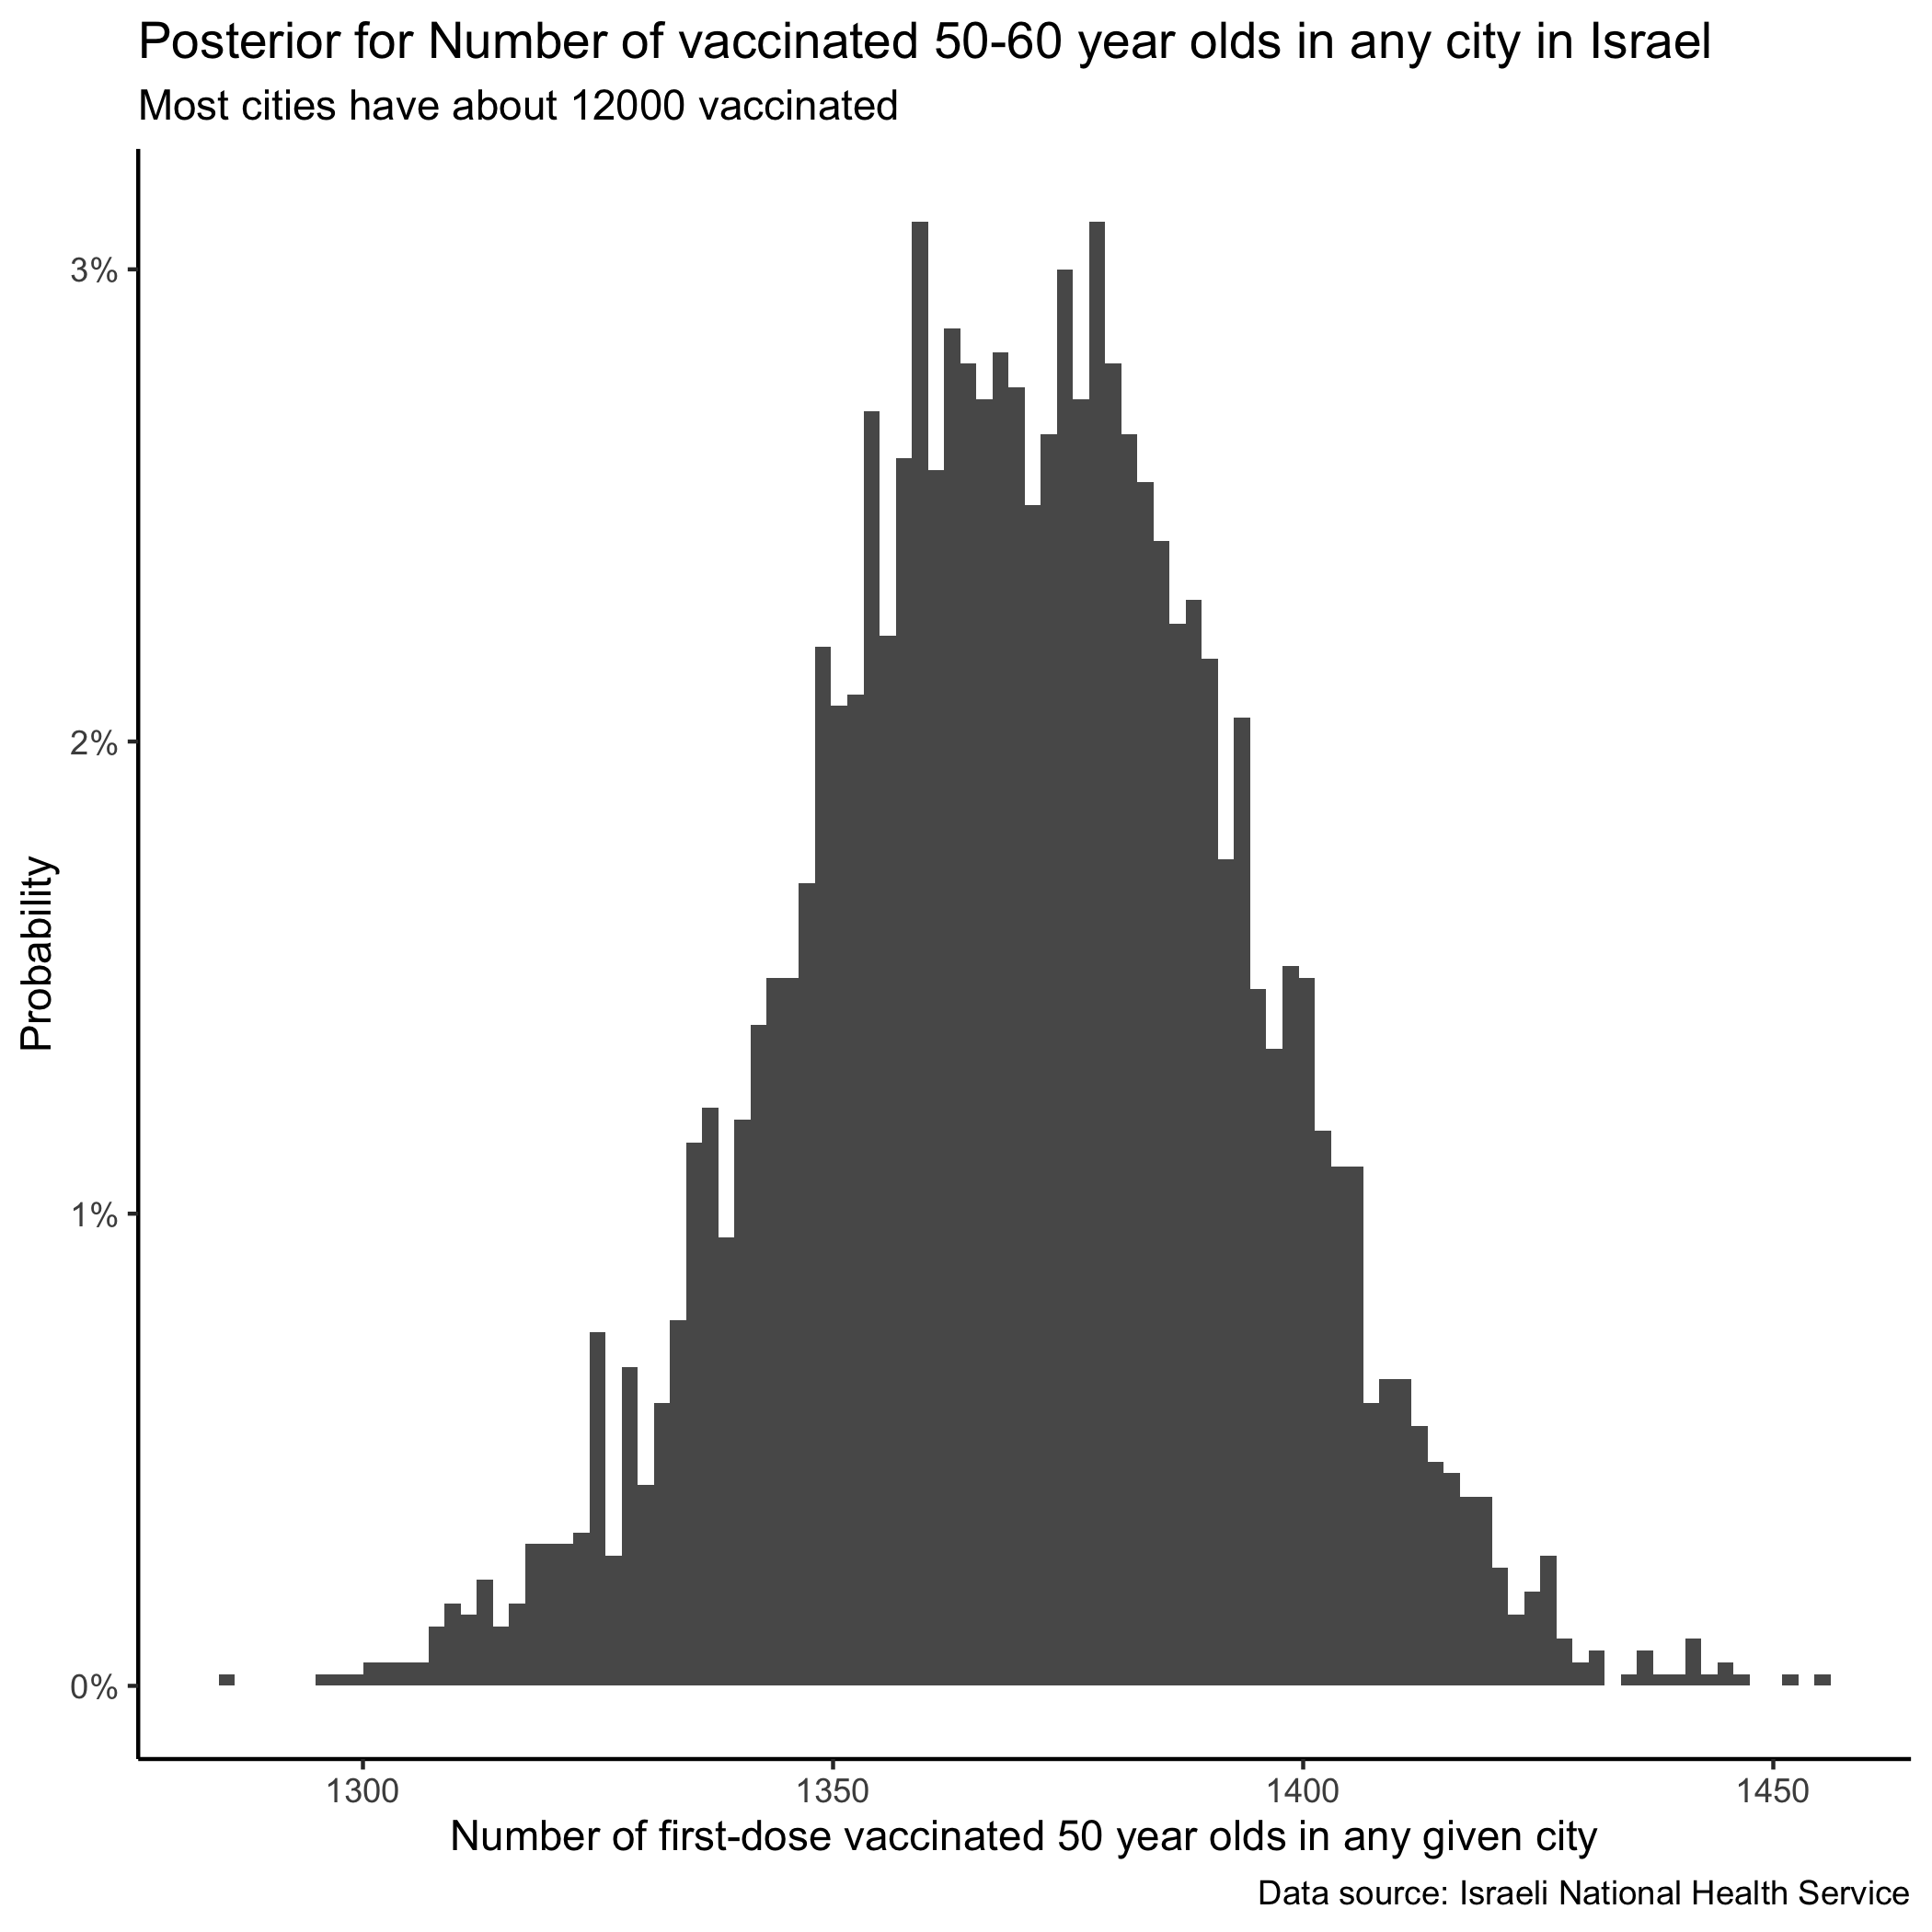 Posterior for Number of vaccinated 50-60 year olds in any city in Israel
Most cities have about 12000 vaccinated
3%
2%
1%
0%
Probability
1300 1350 1400 1450
Number of first-dose vaccinated 50 year olds in any given city
Data source: Israeli National Health Service